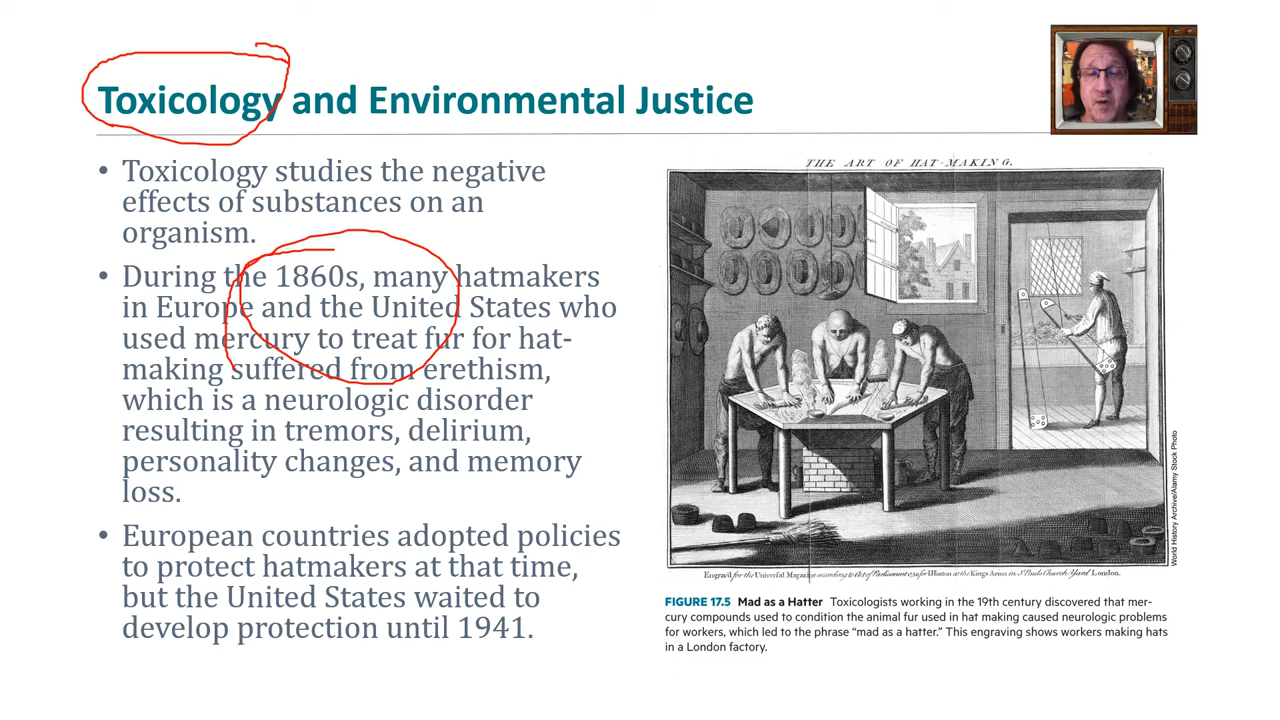 Toxicology and Environmental Justice
• Toxicology studies the negative
effects of substances on an
organism.
• During the 1860s, many hatmakers
in Europe and the United States who
used mercury to treat fur for hat-
making suffered from erethism,
which is a neurologic disorder
resulting in tremors, delirium,
personality changes, and memory
loss.
• European countries adopted policies
to protect hatmakers at that time,
but the United States waited to
develop protection until 1941.
THE ART OF HAT-MAKING.
Engrav'd for the Universal Magazine according to Act of Parliament for Hinton at the Kings Arms in St. Pauls Church Yard London.
World History Archive/Alamy Stock Photo
FIGURE 17.5 Mad as a Hatter Toxicologists working in the 19th century discovered that mer-
cury compounds used to condition the animal fur used in hat making caused neurologic problems
for workers, which led to the phrase “mad as a hatter.” This engraving shows workers making hats
in a London factory.